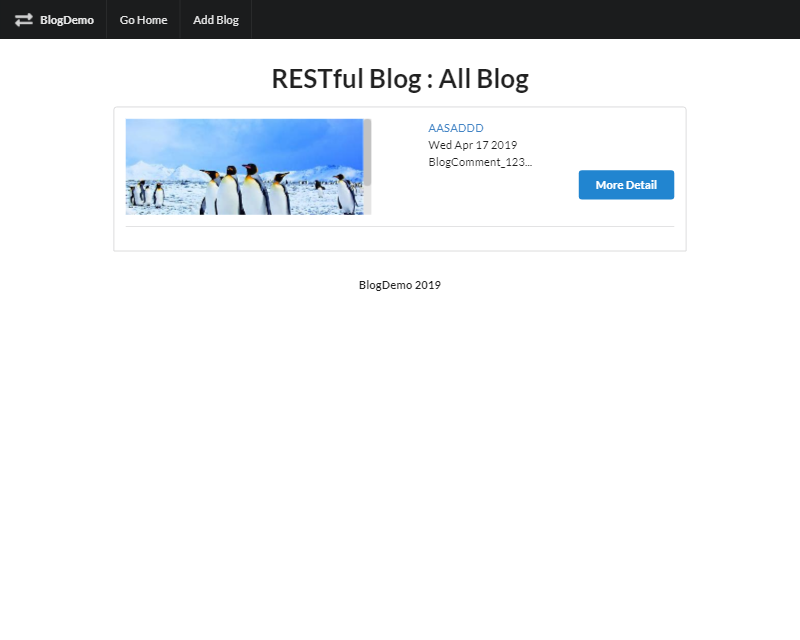 BlogDemo
Go Home
Add Blog
RESTful Blog : All Blog
AASADDD
Wed Apr 17 2019
BlogComment_123...
More Detail
BlogDemo 2019